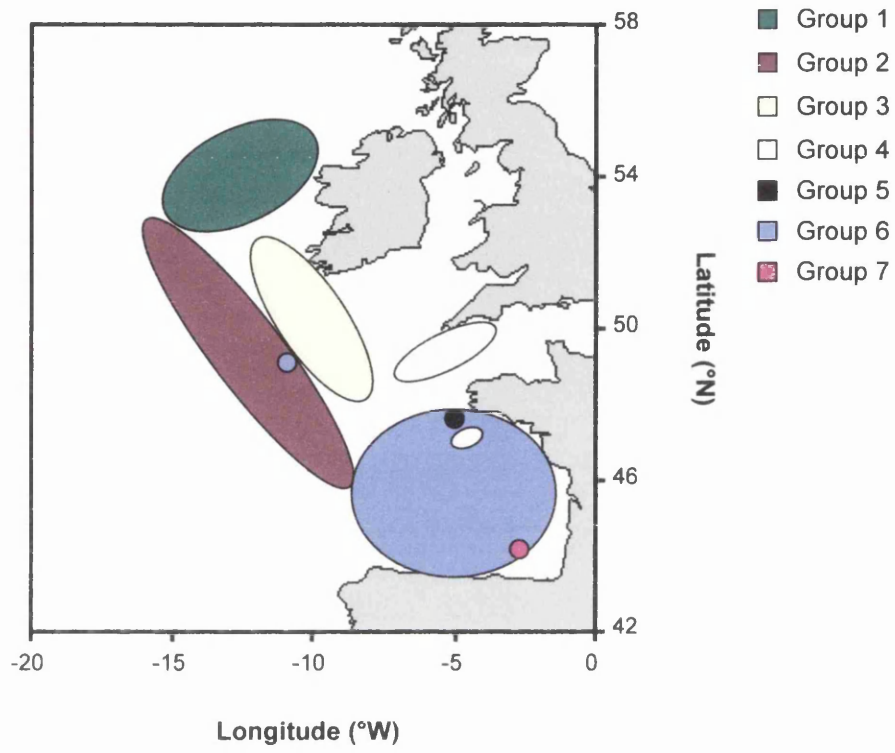 58
54
50
46
42
-20 -15 -10 -5 0
Longitude (°W)
Latitude (°N)
Group 1
Group 2
Group 3
Group 4
Group 5
Group 6
Group 7